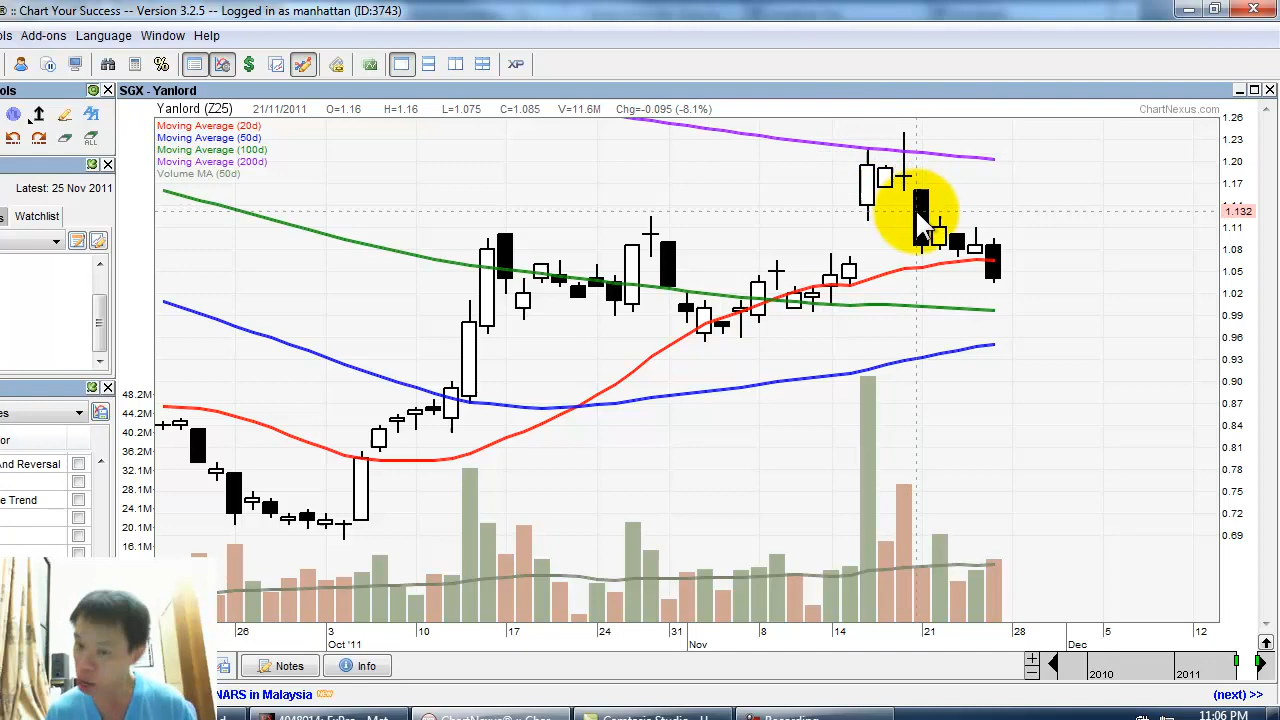 ® :: Chart Your Success -- Version 3.2.5 -- Logged in as manhattan (ID:3743)
ls Add-ons Language Window Help
XP
ols
SGX - Yanlord
Yanlord (Z25) 21/11/2011 O=1.16 H=1.16 L=1.075 C=1.085 V=11.6M Chg=-0.095 (-8.1%)
ChartNexus.com
Moving Average (20d)
Moving Average (50d)
Moving Average (100d)
Moving Average (200d)
Volume MA (50d)
ALL
Latest: 25 Nov 2011
s Watchlist
es
or
And Reversal
e Trend
1.26
1.23
1.20
1.17
1.132
1.11
1.08
1.05
1.02
0.99
0.96
0.93
0.90
0.87
0.84
0.81
0.78
0.75
0.72
0.69
48.2M
44.2M
40.2M
36.2M
32.1M
28.1M
24.1M
20.1M
16.1M
26 3 10 17 24 31 8 14 21 28 5 12
Oct '11 Nov Dec
Notes Info
2010 2011
NARS in Malaysia NEW
(next) >>
11:06 PM